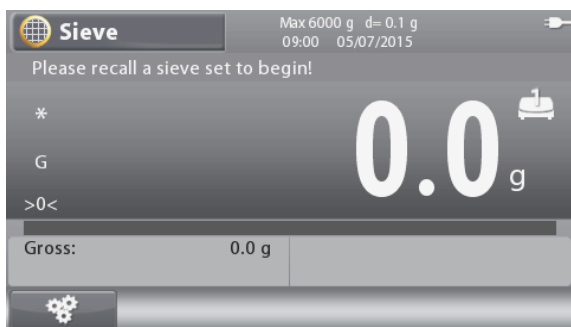 Sieve
Max 6000 g d= 0.1 g
09:00 05/07/2015
Please recall a sieve set to begin!
1
*
0.0 g
G
>0<
Gross: 0.0 g